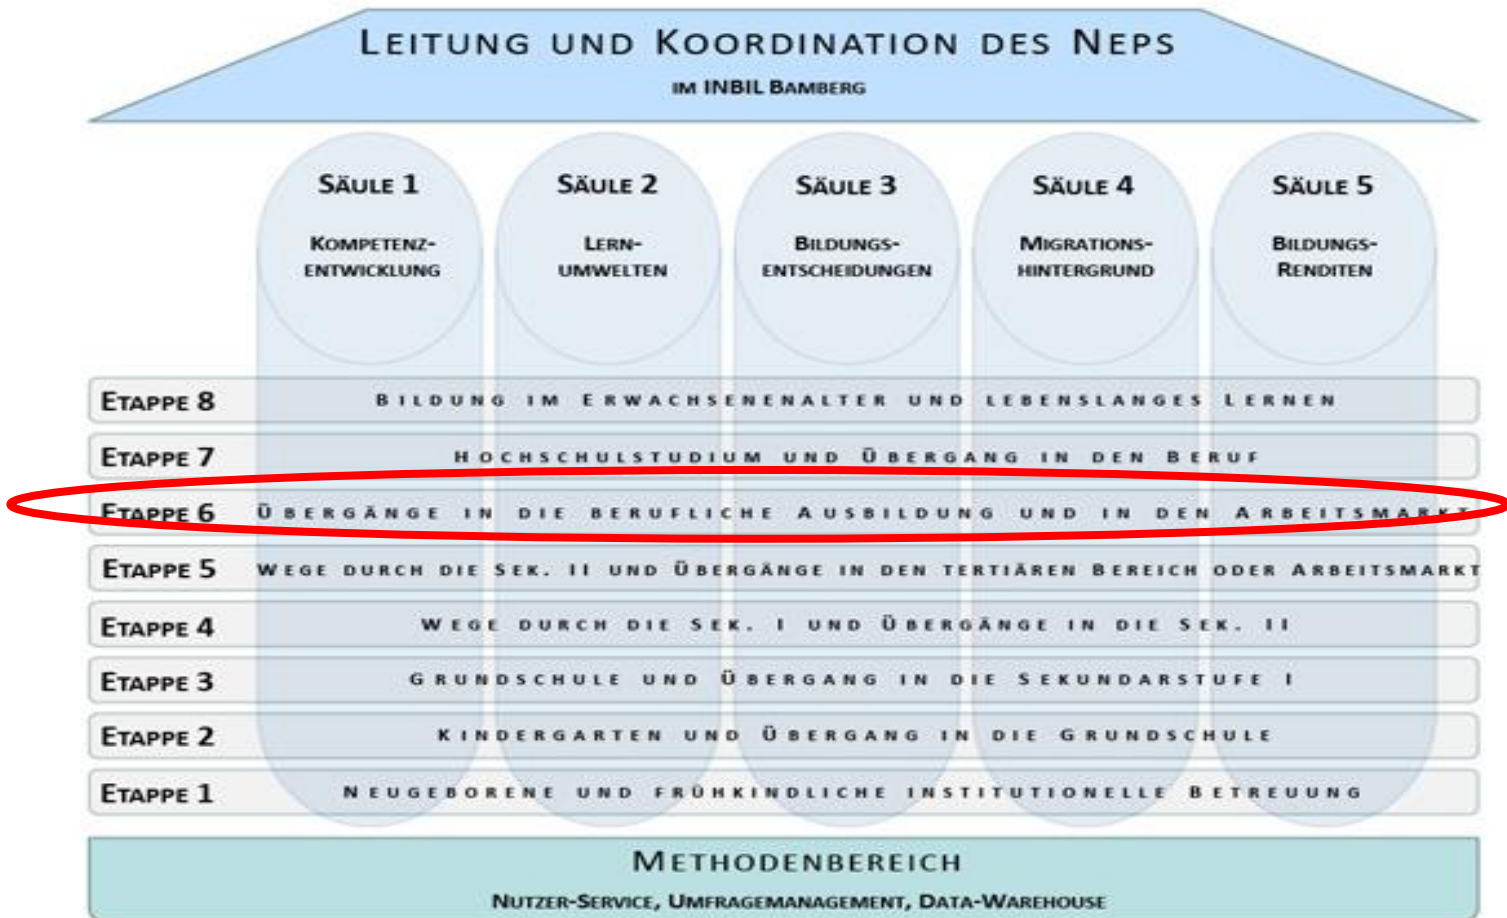 LEITUNG UND KOORDINATION DES NEPS
IM INBIL BAMBERG
SÄULE 1
KOMPETENZ-
ENTWICKLUNG
SÄULE 2
LERN-
UMWELTEN
SÄULE 3
BILDUNGS-
ENTSCHEIDUNGEN
SÄULE 4
MIGRATIONS-
HINTERGRUND
SÄULE 5
BILDUNGS-
RENDITEN
ETAPPE 8 BILDUNG IM ERWACHSENENALTER UND LEBENSLANGES LERNEN
ETAPPE 7 HOCHSCHULSTUDIUM UND ÜBERGANG IN DEN BERUF
ETAPPE 6 ÜBERGÄNGE IN DIE BERUFLICHE AUSBILDUNG UND IN DEN ARBEITSMARKT
ETAPPE 5 WEGE DURCH DIE SEK. II UND ÜBERGÄNGE IN DEN TERTIÄREN BEREICH ODER ARBEITSMARKT
ETAPPE 4 WEGE DURCH DIE SEK. I UND ÜBERGÄNGE IN DIE SEK. II
ETAPPE 3 GRUNDSCHULE UND ÜBERGANG IN DIE SEKUNDARSTUFE I
ETAPPE 2 KINDERGARTEN UND ÜBERGANG IN DIE GRUNDSCHULE
ETAPPE 1 NEUGEBORENE UND FRÜHKINDLICHE INSTITUTIONELLE BETREUUNG
METHODENBEREICH
NUTZER-SERVICE, UMFRAGEMANAGEMENT, DATA-WAREHOUSE